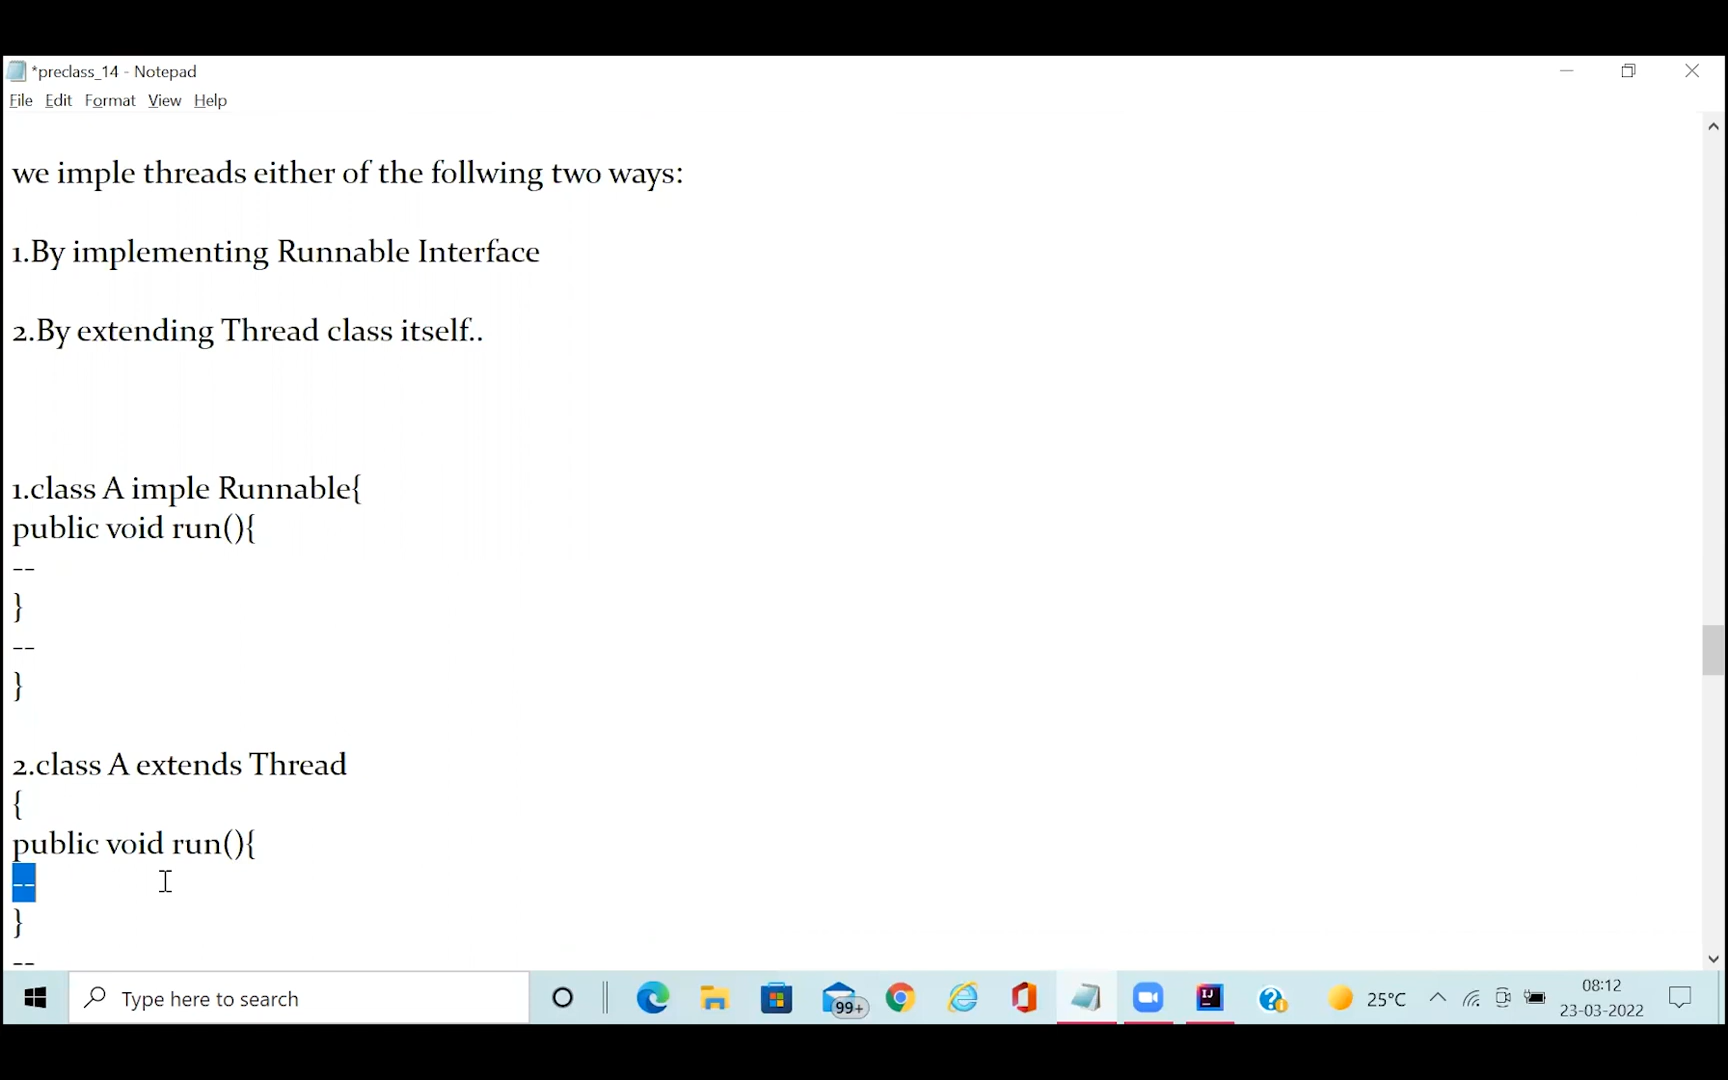 *preclass_14 - Notepad
File Edit Format View Help
we imple threads either of the follwing two ways:
1.By implementing Runnable Interface
2.By extending Thread class itself..
1.class A imple Runnable{
public void run(){
--
}
--
}
2.class A extends Thread
{
public void run(){
--
}
--
Type here to search
99+
IJ
25°C
08:12
23-03-2022